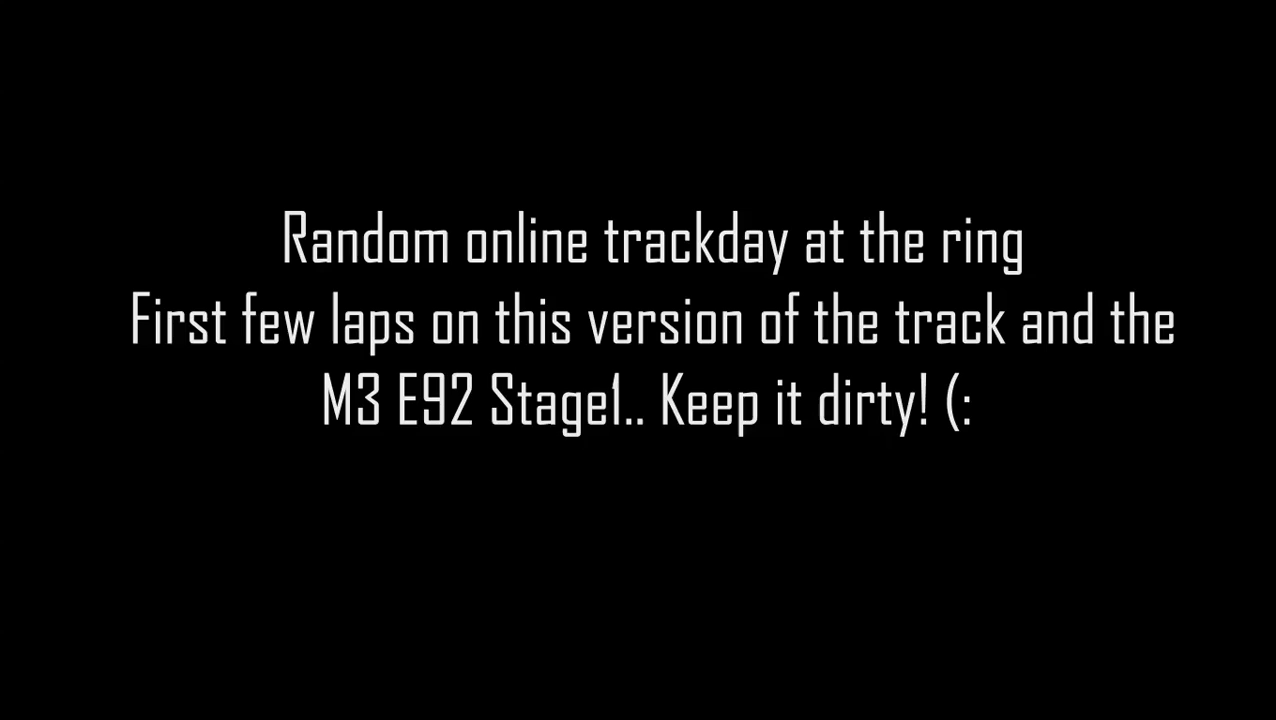 Random online trackday at the ring
First few laps on this version of the track and the
M3 E92 Stage1.. Keep it dirty! (: